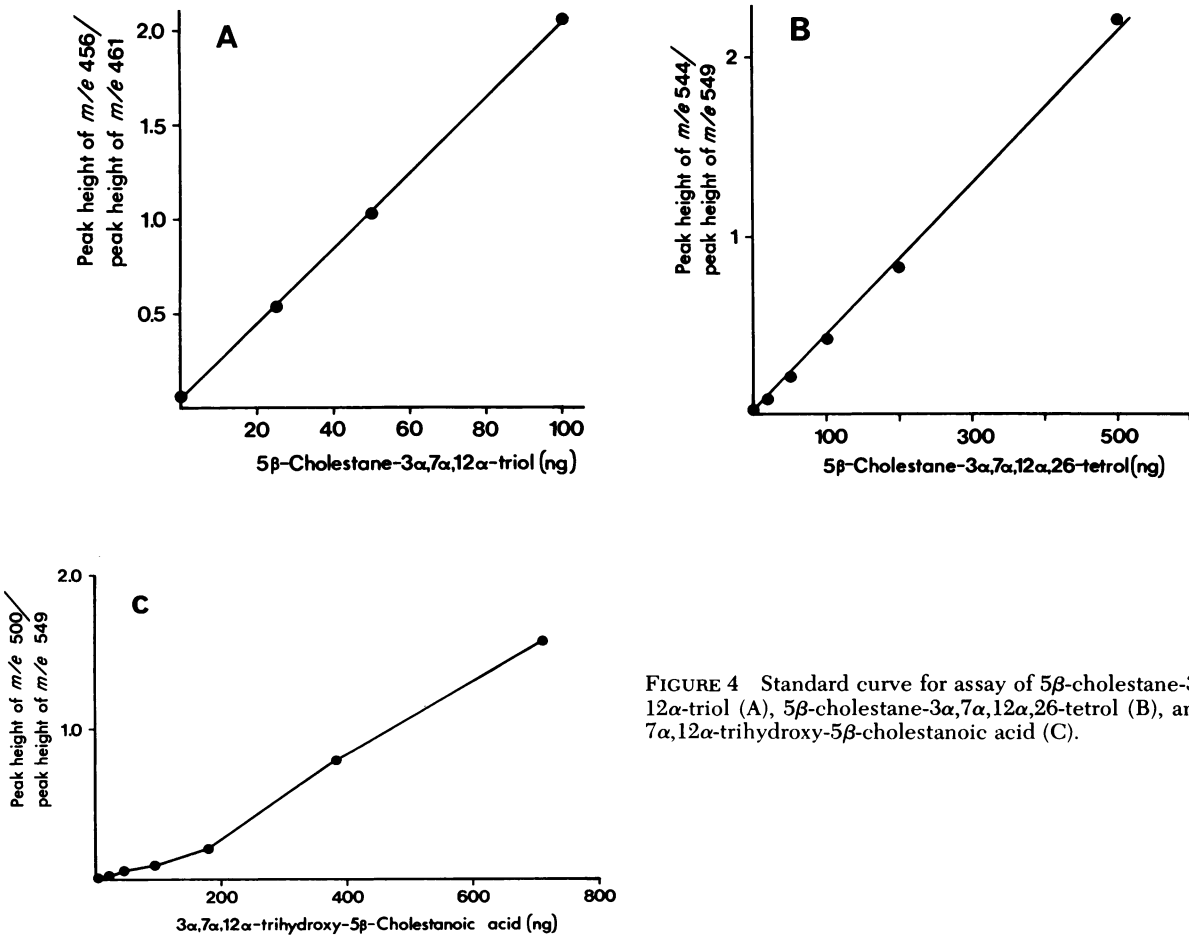 A
Peak height of m/e 456/
peak height of m/e 461
2.0
1.5
1.0
0.5
20 40 60 80 100
5β-Cholestane-3α,7α,12α-triol (ng)
B
Peak height of m/e 544/
peak height of m/e 549
2
1
100 300 500
5β-Cholestane-3α,7α,12α,26-tetrol(ng)
C
Peak height of m/e 500/
peak height of m/e 549
2.0
1.0
200 400 600 800
3α,7α,12α-trihydroxy-5β-Cholestanoic acid (ng)
FIGURE 4 Standard curve for assay of 5β-cholestane-
12α-triol (A), 5β-cholestane-3α,7α,12α,26-tetrol (B),
7α,12α-trihydroxy-5β-cholestanoic acid (C).